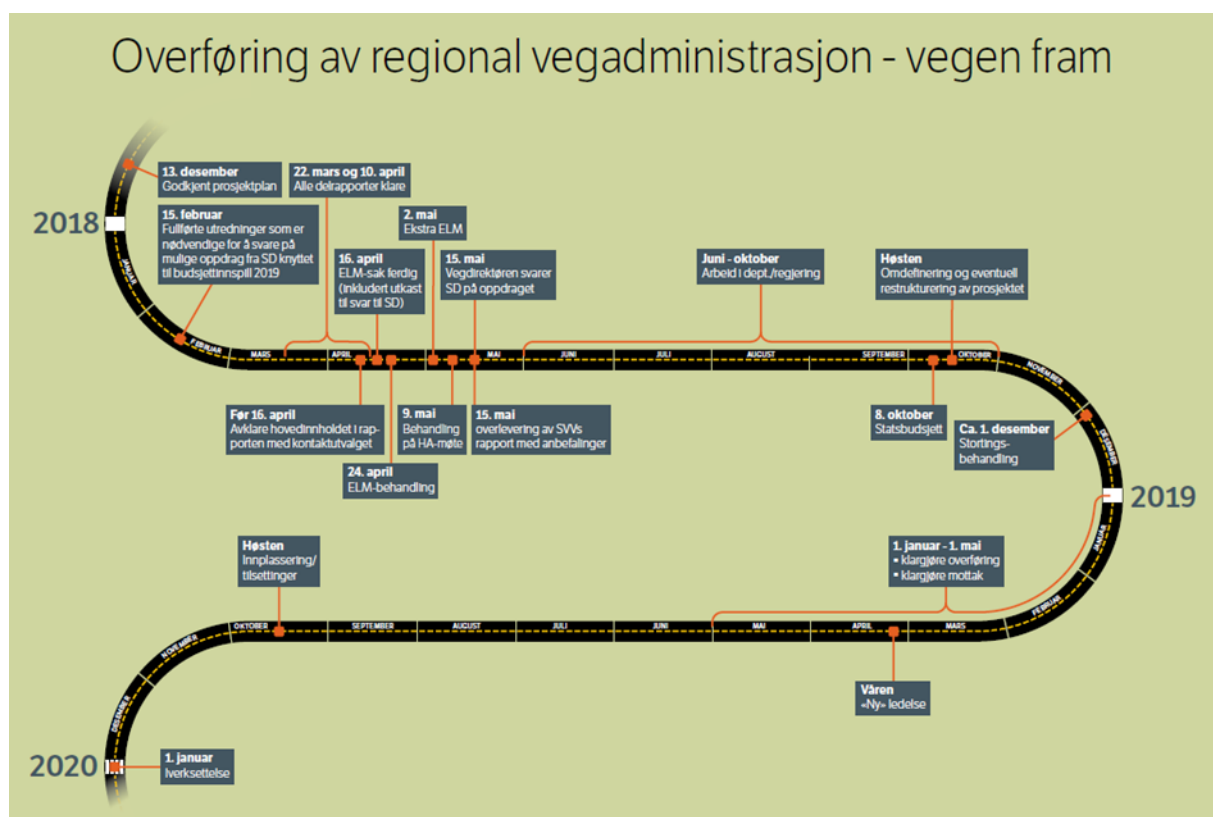 Overføring av regional vegadministrasjon - vegen fram
13. desember
Godkjent prosjektplan
22. mars og 10. april
Alle delrapporter klare
2018
15. februar
Fullførte utredninger som er
nødvendige for å svare på
mulige oppdrag fra SD knyttet
til budsjettinnspill 2019
16. april
ELM-sak ferdig
(inkludert utkast
til svar til SD)
2. mai
Ekstra ELM
15. mai
Vegdirektøren svarer
SD på oppdraget
Juni - oktober
Arbeid i dept./regjering
Høsten
Omdefinering og eventuell
restrukturering av prosjektet
JANUAR
FEBRUAR
MARS
APRIL
MAI
JUNI
JULI
AUGUST
SEPTEMBER
OKTOBER
NOVEMBER
DESEMBER
Før 16. april
Avklare hovedinnholdet i rap-
porten med kontaktutvalget
24. april
ELM-behandling
9. mai
Behandling
på HA-møte
15. mai
overlevering av SVVs
rapport med anbefalinger
8. oktober
Statsbudsjett
Ca. 1. desember
Stortings-
behandling
2019
Høsten
Innplassering/
tilsettinger
1. januar - 1. mai
• klargjøre overføring
• klargjøre mottak
JANUAR
FEBRUAR
MARS
APRIL
MAI
JUNI
JULI
AUGUST
SEPTEMBER
OKTOBER
NOVEMBER
DESEMBER
Våren
«Ny» ledelse
2020
1. januar
Iverksettelse